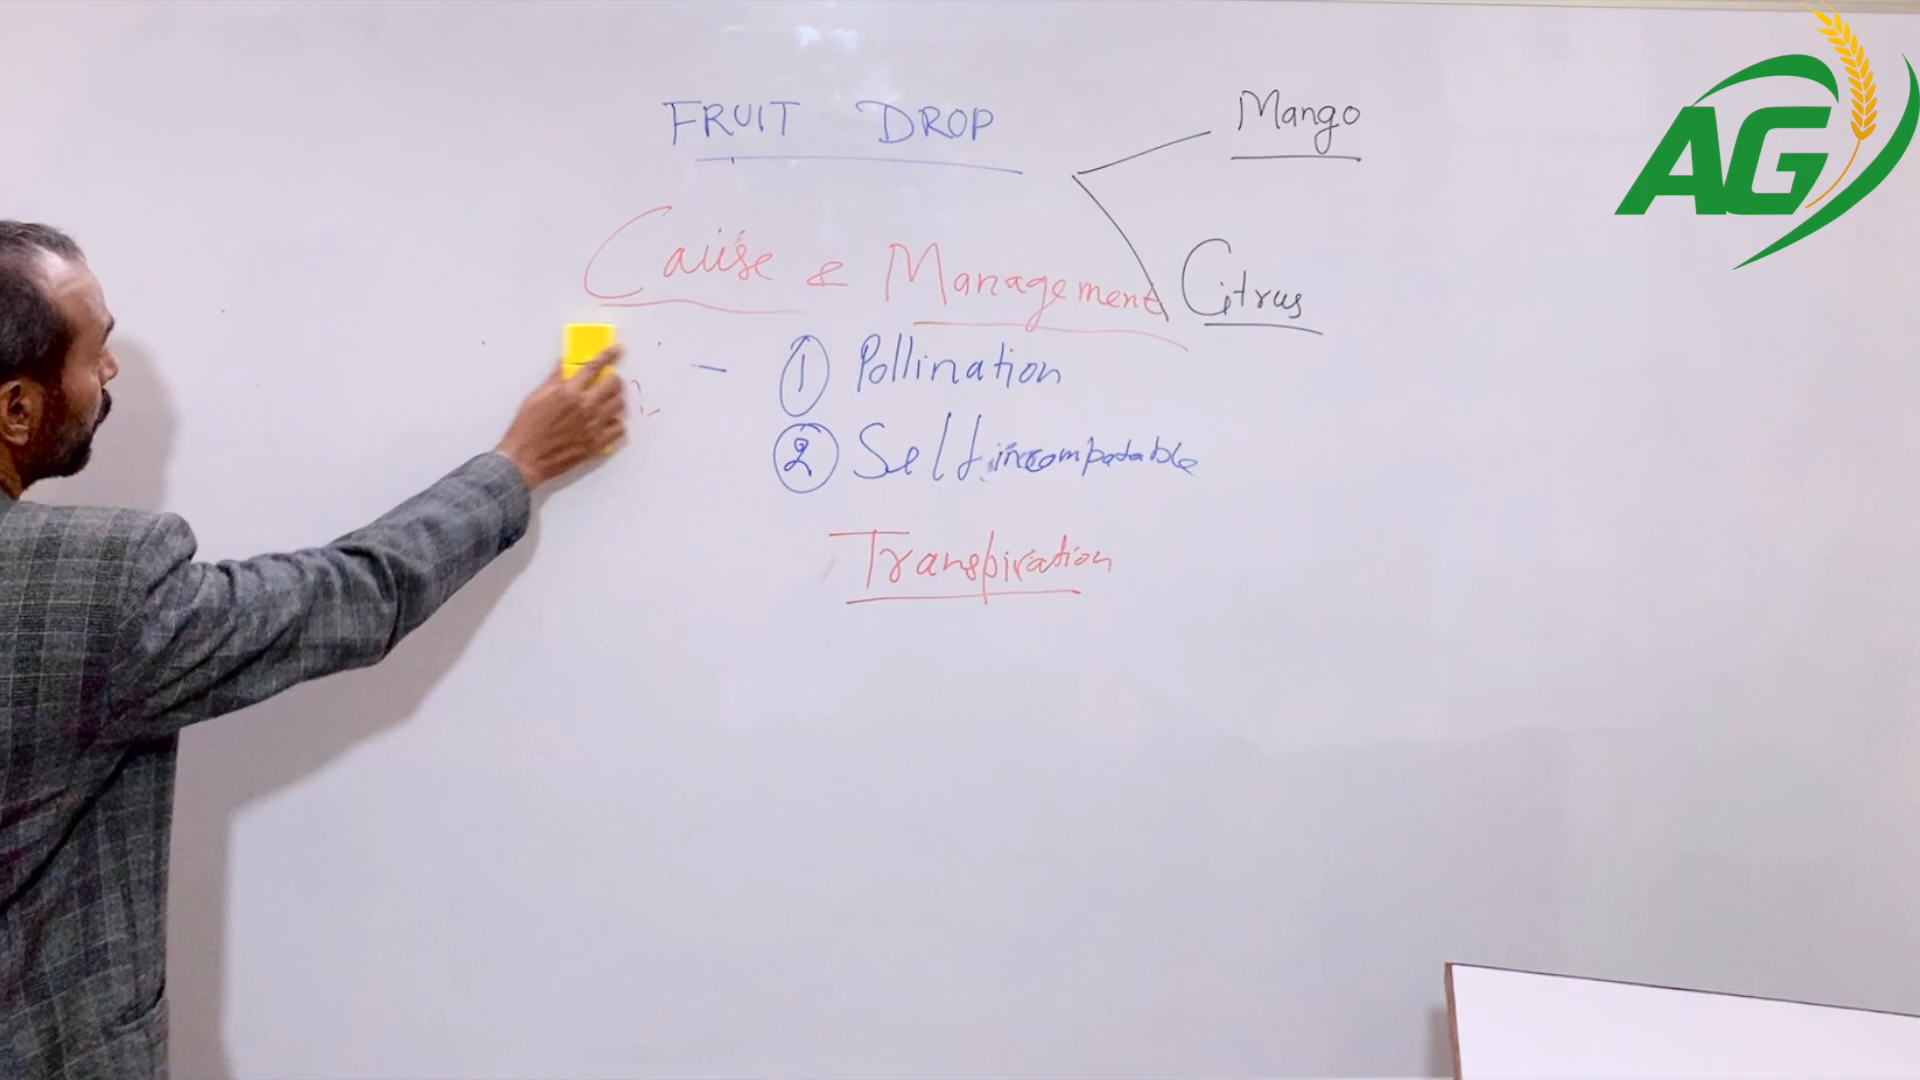 FRUIT DROP
Mango
Cause & Management
Citrus
– ① Pollination
② Self incompatable
Transpiration
AG